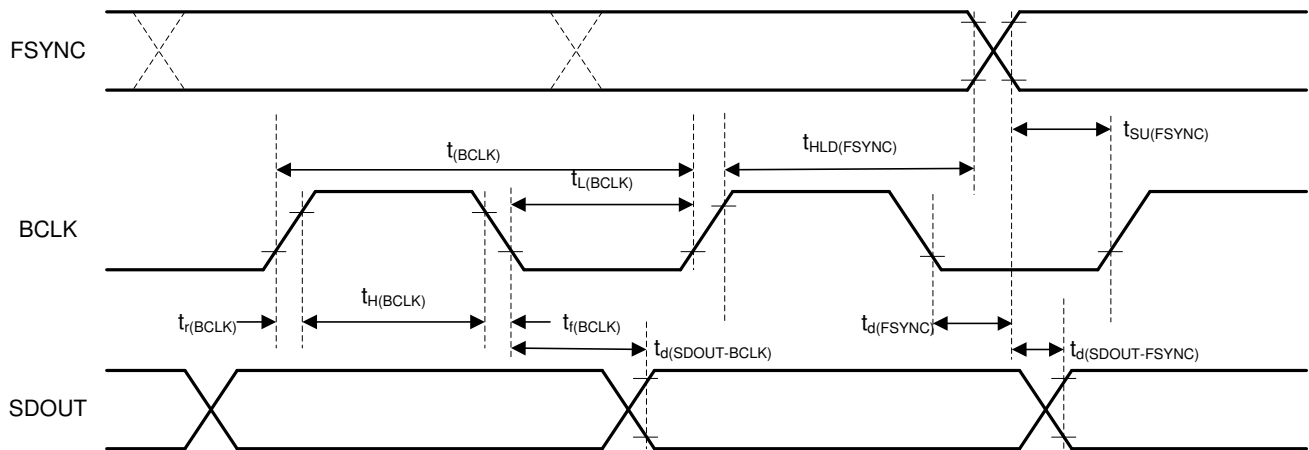 FSYNC
tSU(FSYNC)
tHLD(FSYNC)
t(BCLK)
tL(BCLK)
BCLK
tH(BCLK)
tr(BCLK)
tf(BCLK)
td(FSYNC)
td(SDOUT-BCLK)
td(SDOUT-FSYNC)
SDOUT